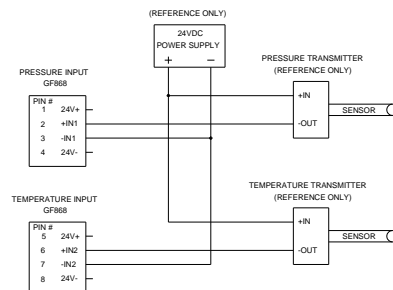 (REFERENCE ONLY)
24VDC
POWER SUPPLY
+ −
PRESSURE TRANSMITTER
(REFERENCE ONLY)
+IN
-OUT
SENSOR
PRESSURE INPUT
GF868
PIN #
1 24V+
2 +IN1
3 -IN1
4 24V-
TEMPERATURE TRANSMITTER
(REFERENCE ONLY)
+IN
-OUT
SENSOR
TEMPERATURE INPUT
GF868
PIN #
5 24V+
6 +IN2
7 -IN2
8 24V-